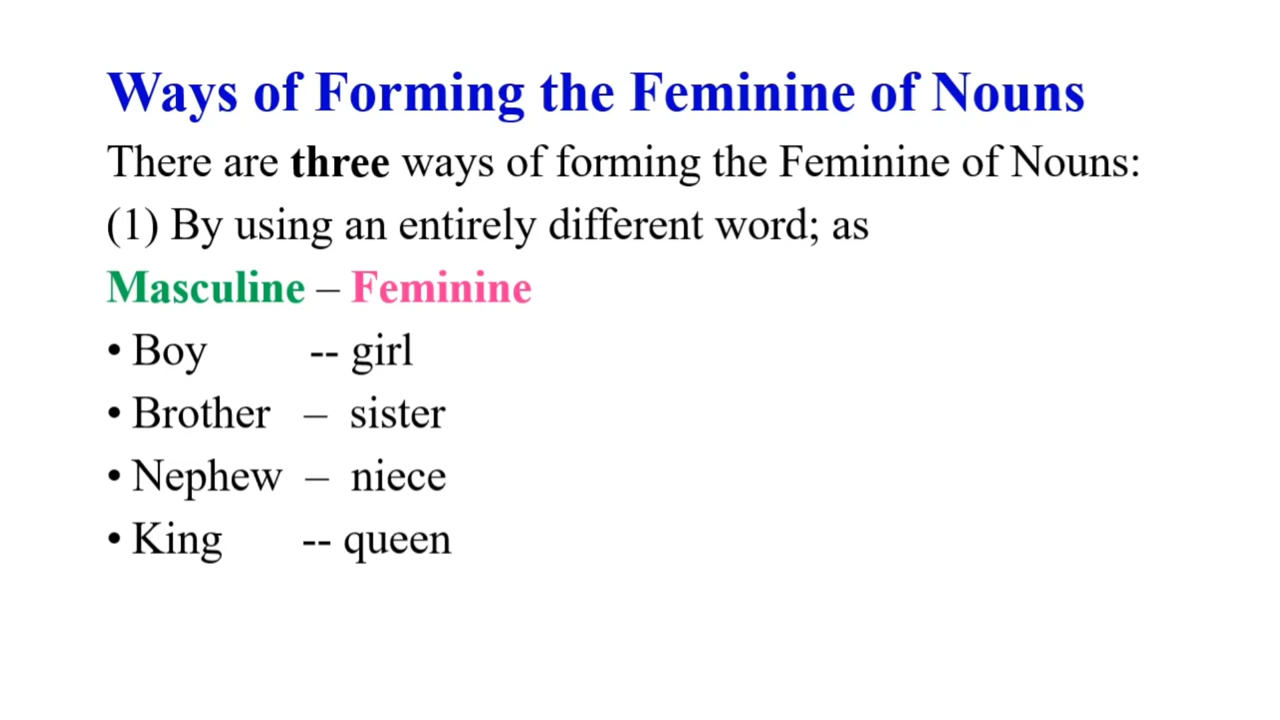 Ways of Forming the Feminine of Nouns
There are three ways of forming the Feminine of Nouns:
(1) By using an entirely different word; as
Masculine – Feminine
• Boy -- girl
• Brother – sister
• Nephew – niece
• King -- queen